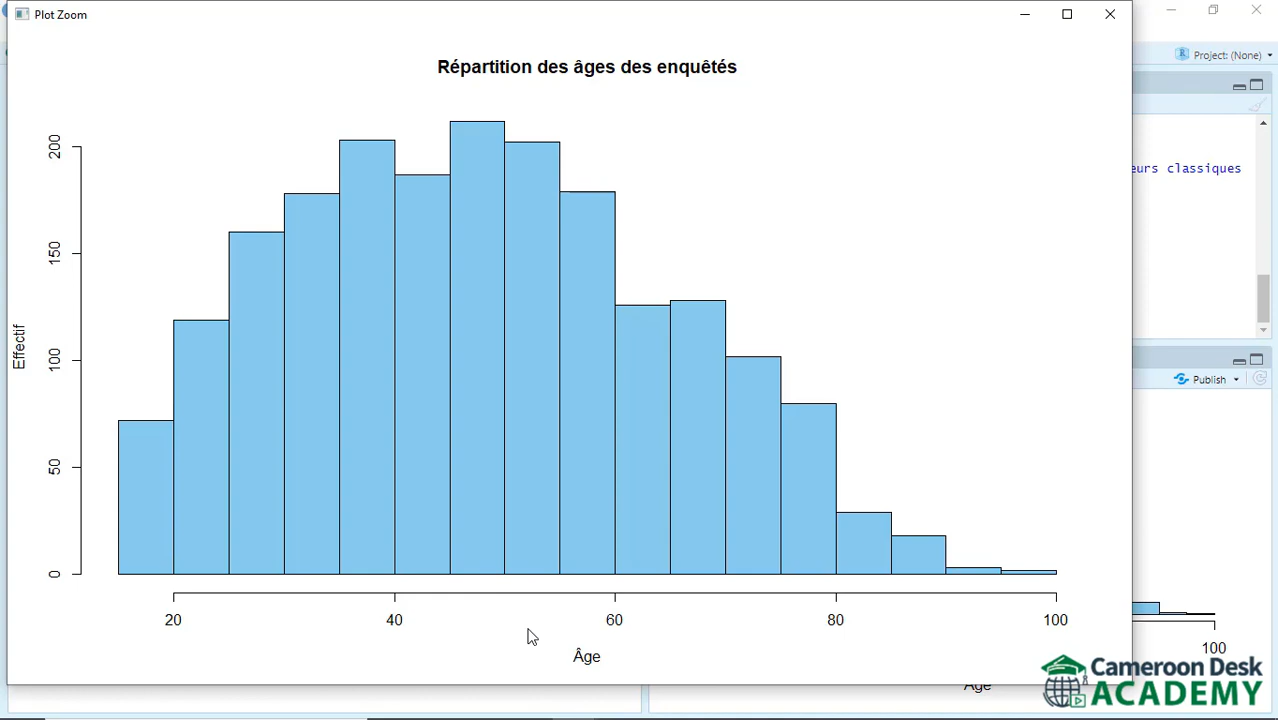 Plot Zoom
Project: (None)
Répartition des âges des enquêtés
eurs classiques
200
150
100
50
0
Effectif
20
40
60
80
100
Âge
Publish
100
Age
Cameroon Desk
ACADEMY